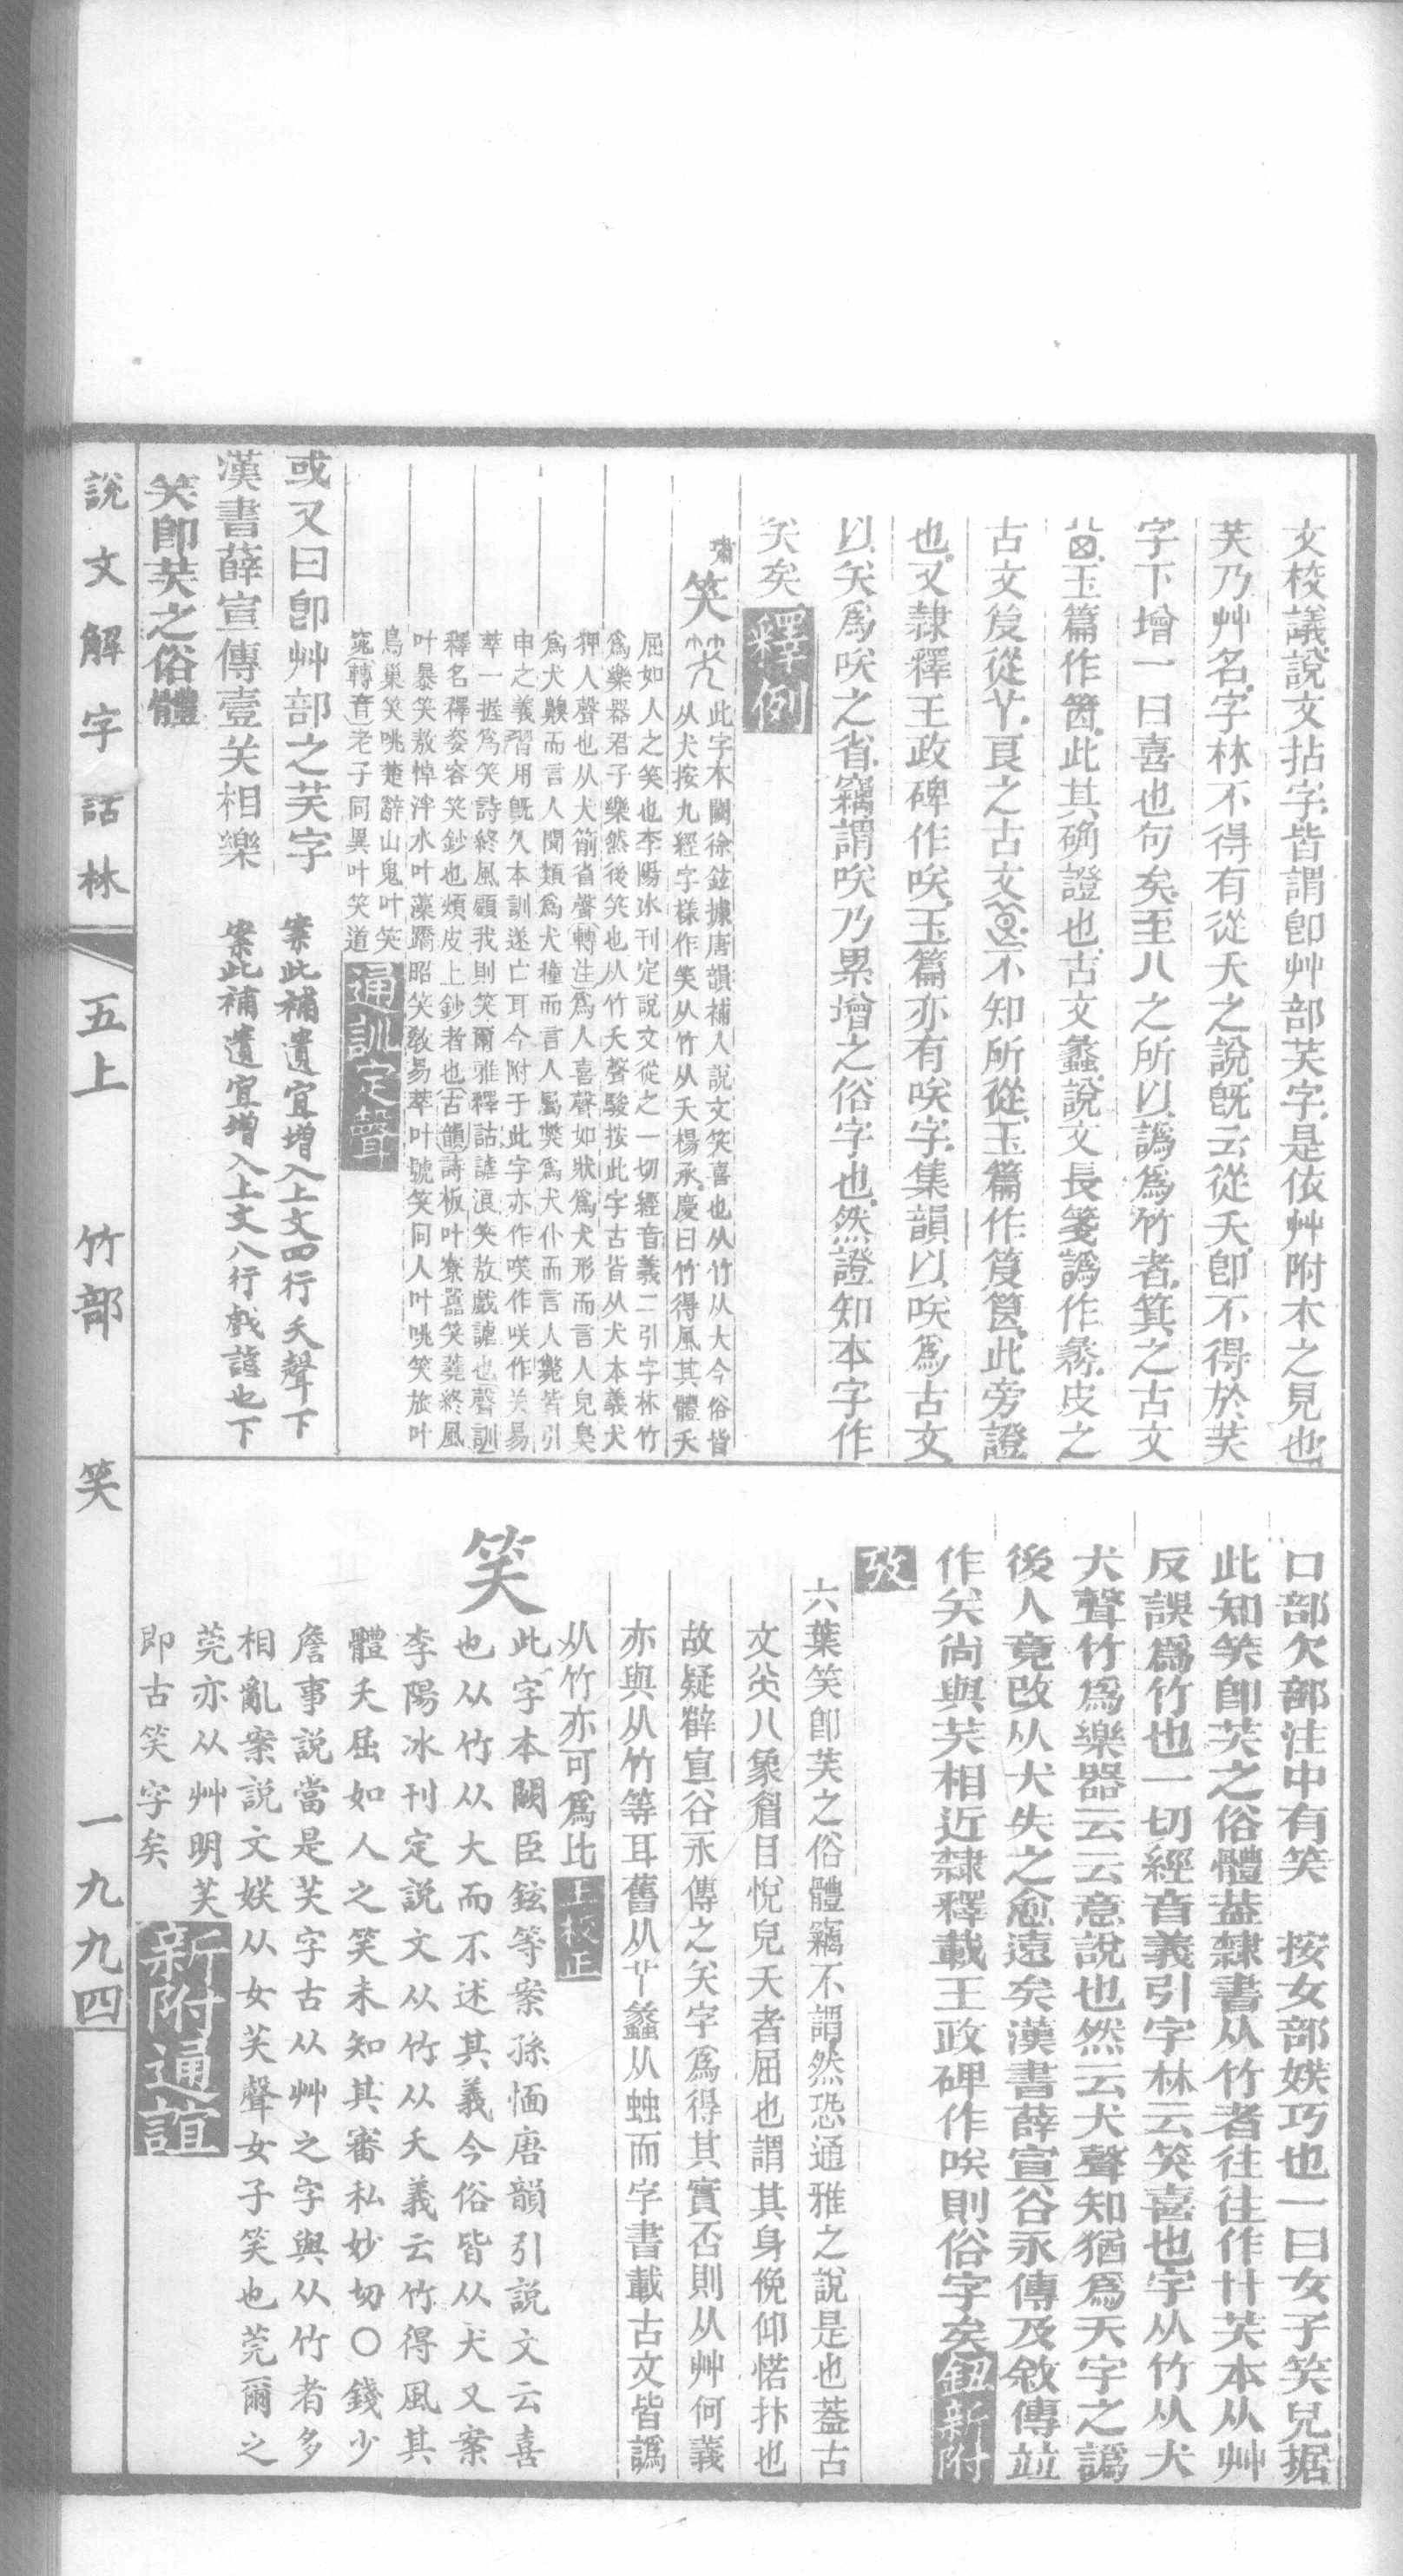 文校議說文拈字皆謂卽艸部芺字是依艸附木之見也
芺乃艸名字林不得有從夭之說旣云從夭卽不得於芺
字下增一曰喜也句矣至八之所以譌爲竹者箕之古文
玉篇作𥫶此其确證也古文蠡說文長箋譌作蠡皮之
古文𥬖從𠂉㠯之古文不知所從玉篇作笈此旁證
也又隸釋王政碑作咲玉篇亦有咲字集韻以咲爲古文
以关爲咲之省竊謂咲乃累增之俗字也然證知本字作
关矣釋例
璛笑
此字本闕徐鉉據唐韻補人說文笑喜也从竹从犬今俗皆
从犬按九經字樣作笑从竹从夭楊承慶曰竹得風其體夭
屈如人之笑也李陽冰刊定說文從之一切經音義二引字林竹
爲樂器君子樂然後笑也从竹夭聲駿按此字古皆从犬本義犬
狎人聲也从犬箾省聲轉注爲人喜聲如狀爲犬形而言人皃臭
爲犬䶈而言人聞類爲犬種而言人屬獎爲犬仆而言人斃皆引
申之義習用旣久本訓遂亡耳今附于此字亦作㗛作咲作关易
萃一握爲笑詩終風顧我則笑爾雅釋詁謔浪笑敖戲謔也聲訓
釋名釋姿容笑鈔也頰皮上鈔者也古韻詩板叶寮囂笑蕘終風
叶暴笑敖悼泮水叶藻蹻昭笑敎易萃叶號笑同人叶咷笑旅叶
鳥巢笑咷楚辭山鬼叶笑
窕轉音老子同異叶笑道
通訓定聲
或又曰卽艸部之芺字 案此補遺宜增入上文四行夭聲下
漢書薛宣傳壹关相樂 案此補遺宜增入上文八行戲謔也下
笑卽芺之俗體
口部欠部注中有笑 按女部娱巧也一曰女子笑皃据
此知笑卽芺之俗體葢隸書从竹者往往作艹芺本从艸
反誤爲竹也一切經音義引字林云笑喜也字从竹从犬
犬聲竹爲樂器云云意說也然云犬聲知猶爲夭字之譌
後人竟改从犬失之愈遠矣漢書薛宣谷永傳及敘傳竝
作关尙與芺相近隸釋載王政碑作咲則俗字矣鈕新附
攷
六葉笑卽芺之俗體竊不謂然恐通雅之說是也葢古
文𥬇八象眉目悅皃夭者屈也謂其身俛仰惝抃也
故疑薛宣谷永傳之关字爲得其實否則从艸何義
亦與从竹等耳舊从𠂉蠡从䖵而字書載古文皆譌
从竹亦可爲比上校正
笑
此字本闕臣鉉等案孫愐唐韻引說文云喜
也从竹从犬而不述其義今俗皆从犬又案
李陽冰刊定說文从竹从夭義云竹得風其
體夭屈如人之笑未知其審私妙切〇錢少
詹事說當是芺字古从艸之字與从竹者多
相亂案說文娱从女芺聲女子笑也莞爾之
莞亦从艸明芺
卽古笑字矣
新附通誼
說文解字詁林 五上 竹部 笑 一九九四